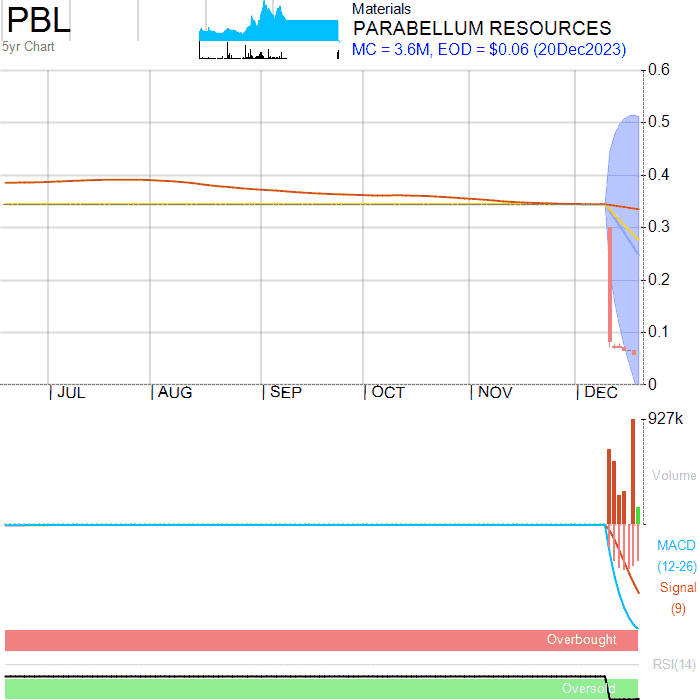 PBL
5yr Chart
Materials
PARABELLUM RESOURCES
MC = 3.6M, EOD = $0.06 (20Dec2023)
0.6
0.5
0.4
0.3
0.2
0.1
0
JUL AUG SEP OCT NOV DEC
927k
Volume
MACD
(12-26)
Signal
(9)
Overbought
RSI(14)
Oversold